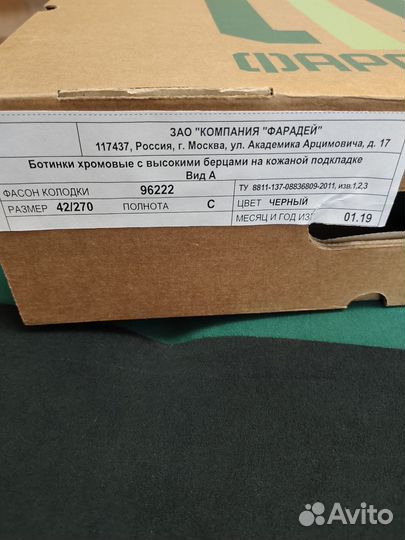 ФАРА
ЗАО "КОМПАНИЯ "ФАРАДЕЙ"
117437, Россия, г. Москва, ул. Академика Арцимовича, д. 17
Ботинки хромовые с высокими берцами на кожаной подкладке
Вид А
ФАСОН КОЛОДКИ 96222 ТУ 8811-137-08836809-2011, изв.1,2,3
РАЗМЕР 42/270 ПОЛНОТА С ЦВЕТ ЧЕРНЫЙ
МЕСЯЦ И ГОД ИЗ 01.19
Avito